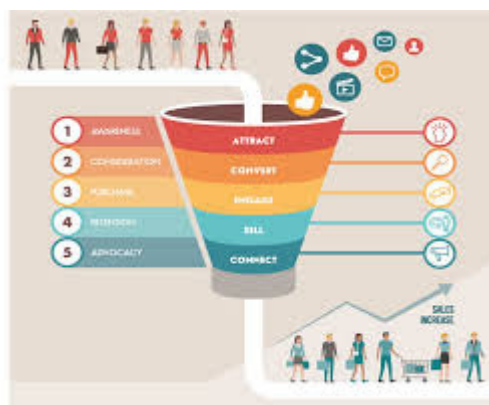 1 AWARENESS
ATTRACT
2 CONSIDERATION
CONVERT
3 PURCHASE
ENGAGE
4 RETENTION
SELL
5 ADVOCACY
CONNECT
SALES
INCREASE